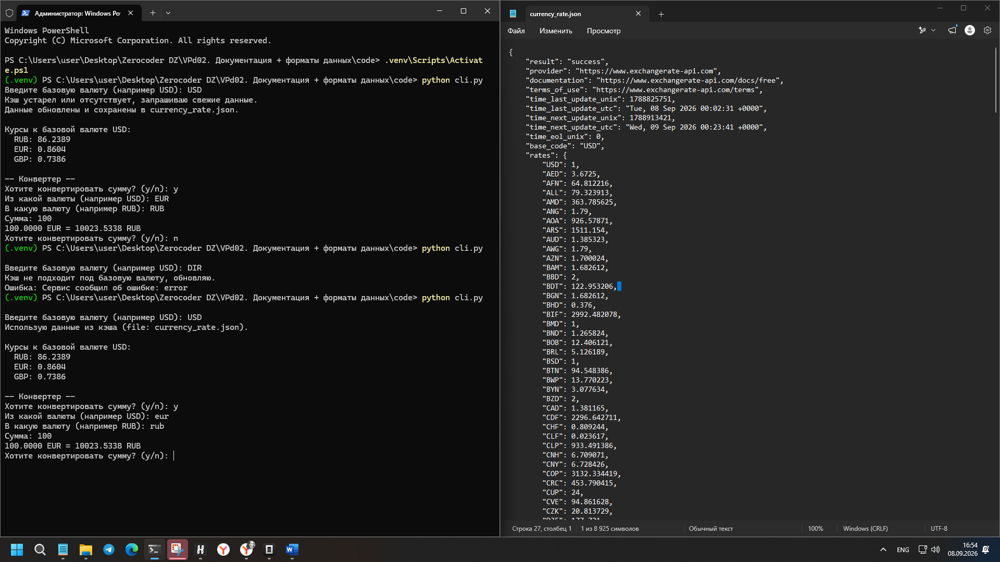 Администратор: Windows Po
Windows PowerShell
Copyright (C) Microsoft Corporation. All rights reserved.
PS C:\Users\user\Desktop\Zerocoder DZ\VPd02. Документация + форматы данных\code> .venv\Scripts\Activat
e.ps1
(.venv) PS C:\Users\user\Desktop\Zerocoder DZ\VPd02. Документация + форматы данных\code> python cli.py
Введите базовую валюту (например USD): USD
Кэш устарел или отсутствует, запрашиваю свежие данные.
Данные обновлены и сохранены в currency_rate.json.
Курсы к базовой валюте USD:
RUB: 86.2389
EUR: 0.8604
GBP: 0.7386
-- Конвертер --
Хотите конвертировать сумму? (y/n): y
Из какой валюты (например USD): EUR
В какую валюту (например RUB): RUB
Сумма: 100
100.0000 EUR = 10023.5338 RUB
Хотите конвертировать сумму? (y/n): n
(.venv) PS C:\Users\user\Desktop\Zerocoder DZ\VPd02. Документация + форматы данных\code> python cli.py
Введите базовую валюту (например USD): DIR
Кэш не подходит под базовую валюту, обновляю.
Ошибка: Сервис сообщил об ошибке: error
(.venv) PS C:\Users\user\Desktop\Zerocoder DZ\VPd02. Документация + форматы данных\code> python cli.py
Введите базовую валюту (например USD): USD
Использую данные из кэша (file: currency_rate.json).
Курсы к базовой валюте USD:
RUB: 86.2389
EUR: 0.8604
GBP: 0.7386
-- Конвертер --
Хотите конвертировать сумму? (y/n): y
Из какой валюты (например USD): eur
В какую валюту (например RUB): rub
Сумма: 100
100.0000 EUR = 10023.5338 RUB
Хотите конвертировать сумму? (y/n):
currency_rate.json
Файл Изменить Просмотр
{
"result": "success",
"provider": "https://www.exchangerate-api.com",
"documentation": "https://www.exchangerate-api.com/docs/free",
"terms_of_use": "https://www.exchangerate-api.com/terms",
"time_last_update_unix": 1788825751,
"time_last_update_utc": "Tue, 08 Sep 2026 00:02:31 +0000",
"time_next_update_unix": 1788913421,
"time_next_update_utc": "Wed, 09 Sep 2026 00:23:41 +0000",
"time_eol_unix": 0,
"base_code": "USD",
"rates": {
"USD": 1,
"AED": 3.6725,
"AFN": 64.812216,
"ALL": 79.323913,
"AMD": 363.785625,
"ANG": 1.79,
"AOA": 926.57871,
"ARS": 1511.154,
"AUD": 1.385323,
"AWG": 1.79,
"AZN": 1.700024,
"BAM": 1.682612,
"BBD": 2,
"BDT": 122.953206,
"BGN": 1.682612,
"BHD": 0.376,
"BIF": 2992.482078,
"BMD": 1,
"BND": 1.265824,
"BOB": 12.406121,
"BRL": 5.126189,
"BSD": 1,
"BTN": 94.548386,
"BWP": 13.770223,
"BYN": 3.077634,
"BZD": 2,
"CAD": 1.381165,
"CDF": 2296.642711,
"CHF": 0.809244,
"CLF": 0.023617,
"CLP": 933.491386,
"CNH": 6.709071,
"CNY": 6.728426,
"COP": 3132.334419,
"CRC": 453.790415,
"CUP": 24,
"CVE": 94.861628,
"CZK": 20.813729,
"DJF": 177.721
Строка 27, столбец 1 1 из 8 925 символов Обычный текст 100% Windows (CRLF) UTF-8
ENG
16:54
08.09.2026